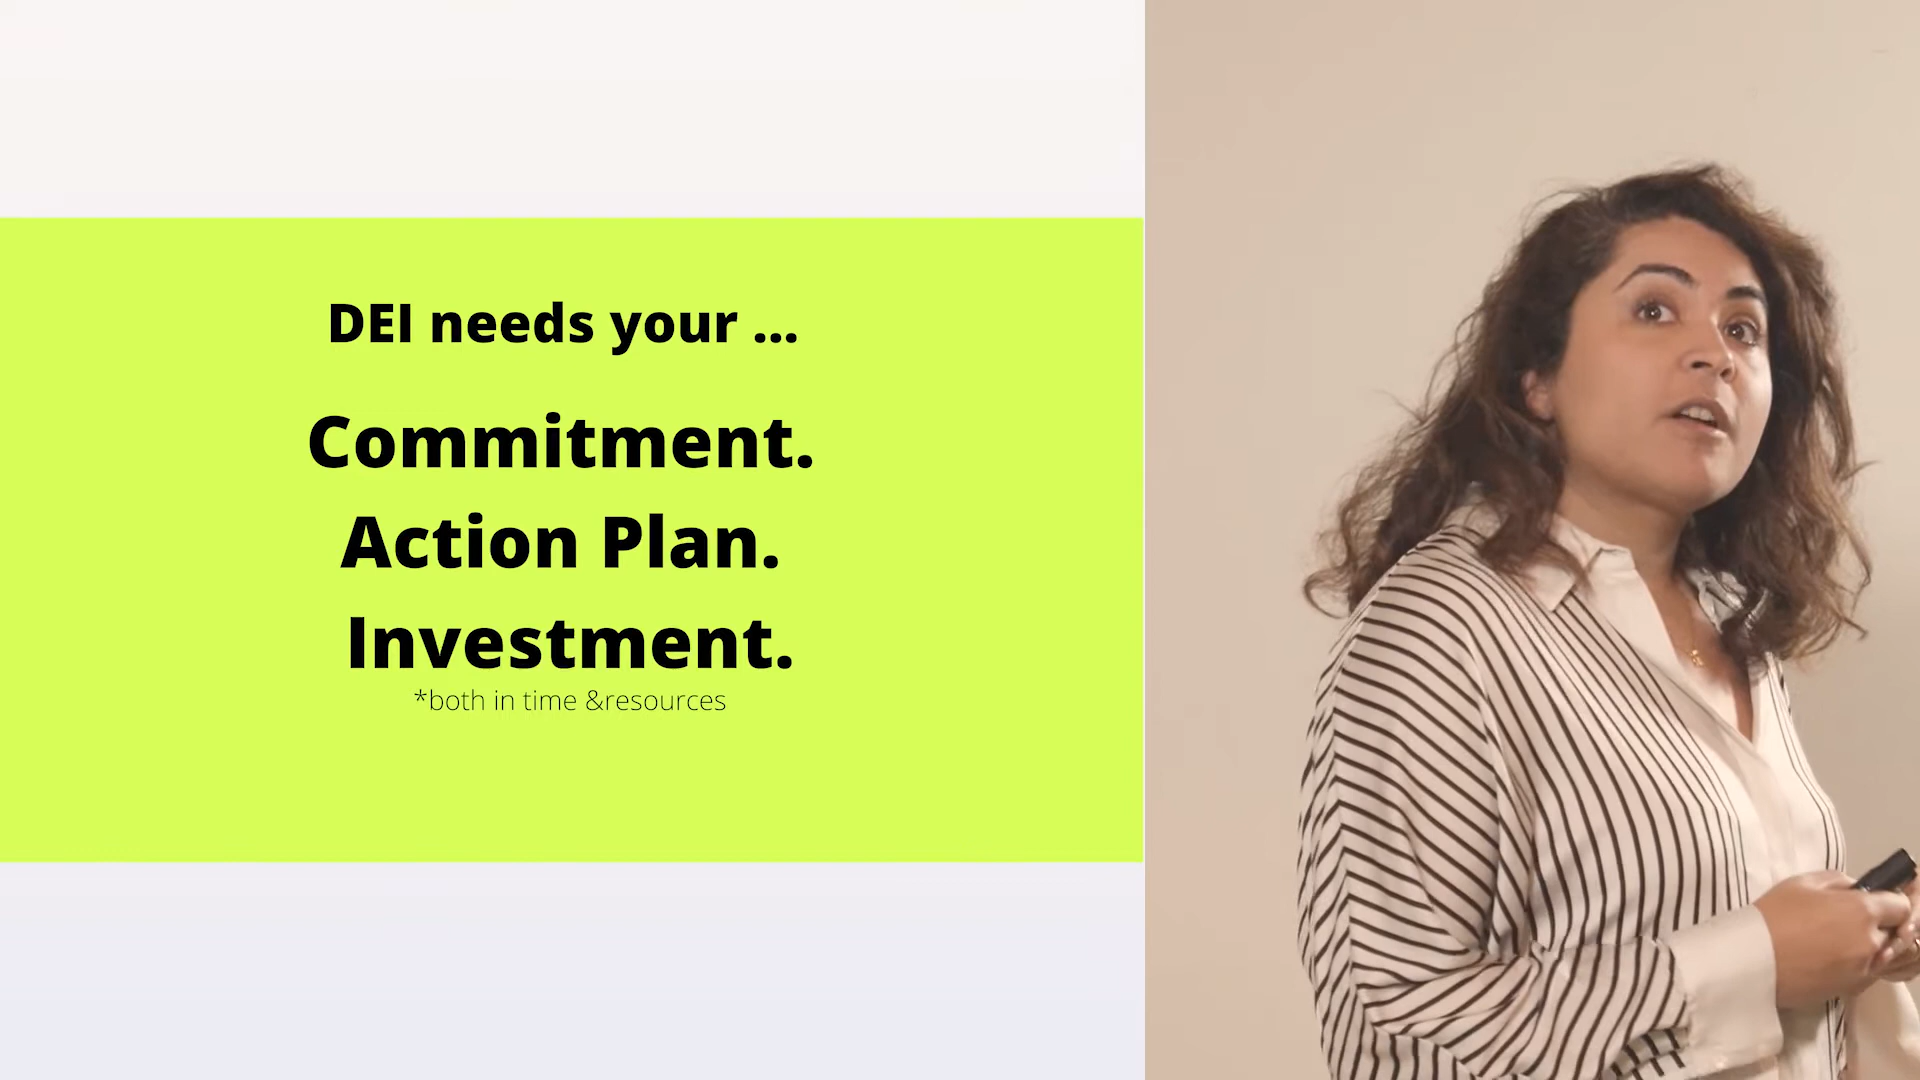 DEI needs your ...
Commitment.
Action Plan.
Investment.
*both in time &resources